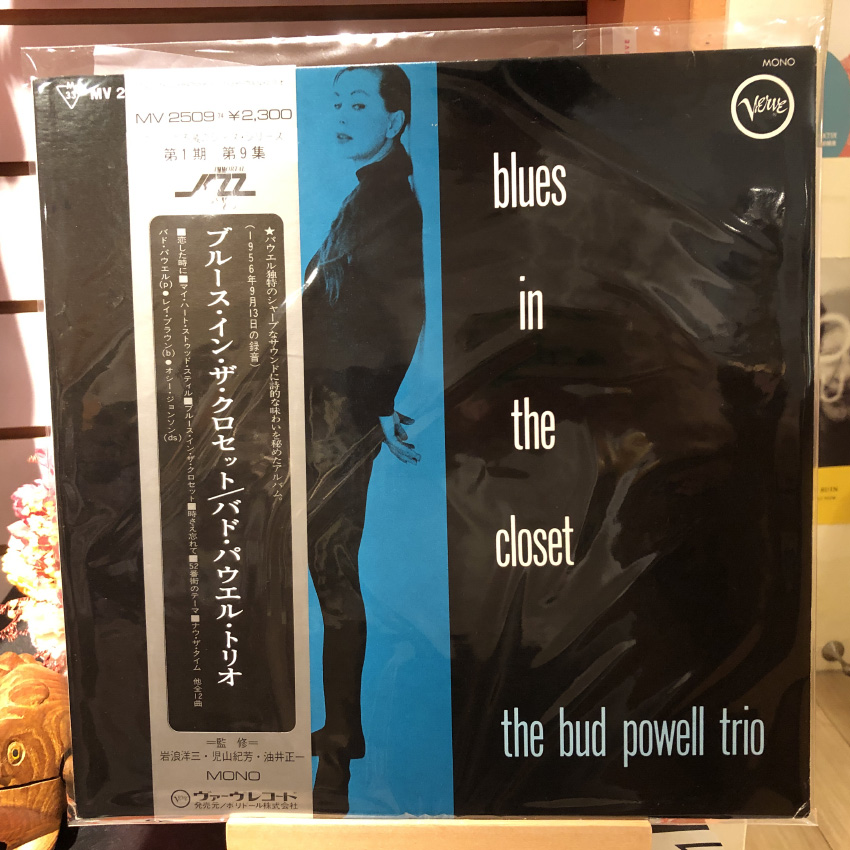 33
MV 2
MV 2509 ¥2,300
第1期 第9集
JAZZ
★パウエル独特のシャープなサウンドに詩的な味わいを秘めたアルバム。
(1956年9月13日の録音)
ブルース・イン・ザ・クロゼット/バド・パウエル・トリオ
■恋した時に■マイ・ハート・ストゥッド・スティル■ブルース・イン・ザ・クロゼット■時さえ忘れて■52番街のテーマ■ナウ・ザ・タイム 他全12曲
バド・パウエル(p)●レイ・ブラウン(b)●オシー・ジョンソン(ds)
=監修=
岩浪洋三・児山紀芳・油井正一
MONO
Verve
ヴァーヴレコード
発売元/ポリドール株式会社
MONO
Verve
blues
in
the
closet
the bud powell trio